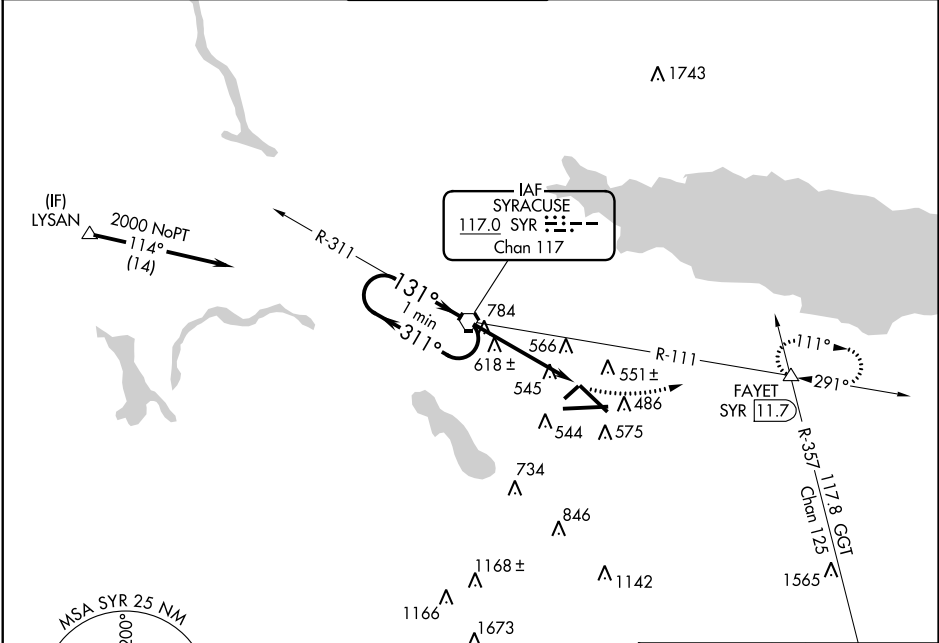 1743
(IF)
LYSAN
2000 NoPT
114°
(14)
IAF
SYRACUSE
117.0 SYR
Chan 117
R-311
131°
1 min
311°
784
618 ±
566
545
R-111
551 ±
486
544
575
111°
291°
FAYET
SYR 11.7
R-357
117.8 GGT
Chan 125
734
846
1168 ±
1166
1142
1565
1673
MSA SYR 25 NM
200°